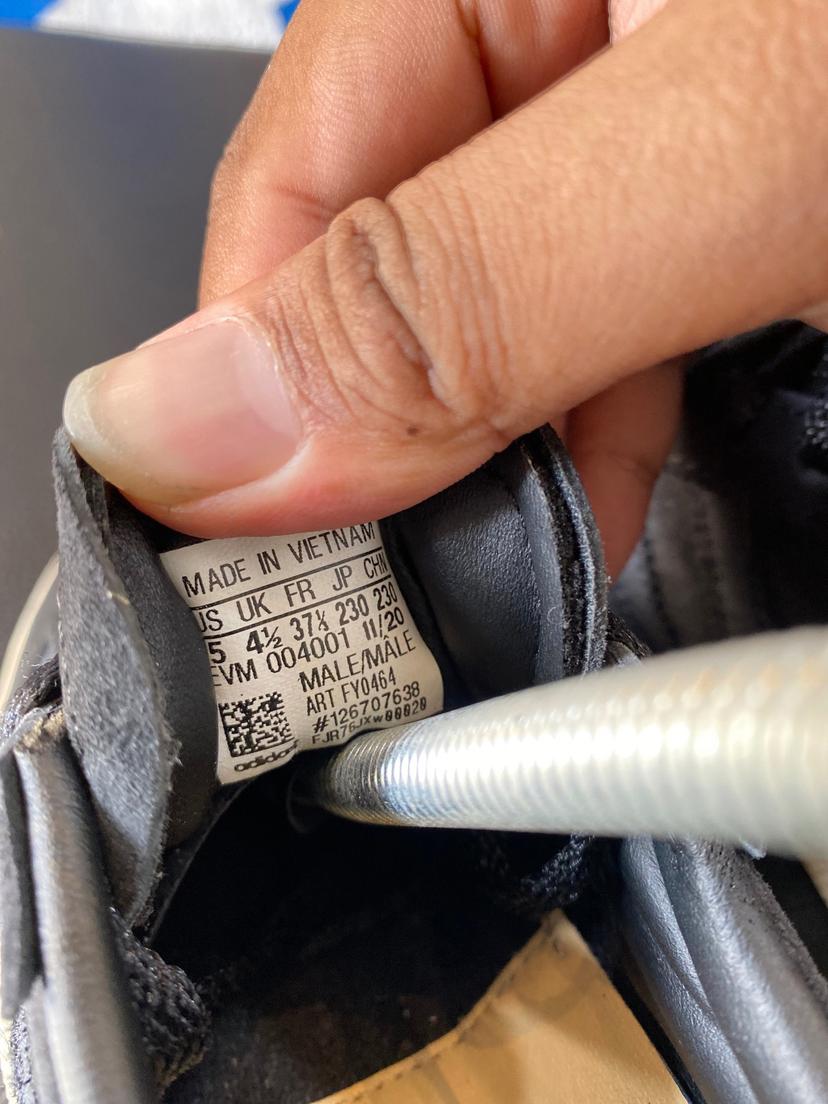 MADE IN VIETNAM
US UK FR JP CHN
5 4½ 37⅓ 230 230
EVM 004001 11/20
MALE/MÂLE
ART FY0464
#126707638
adidas